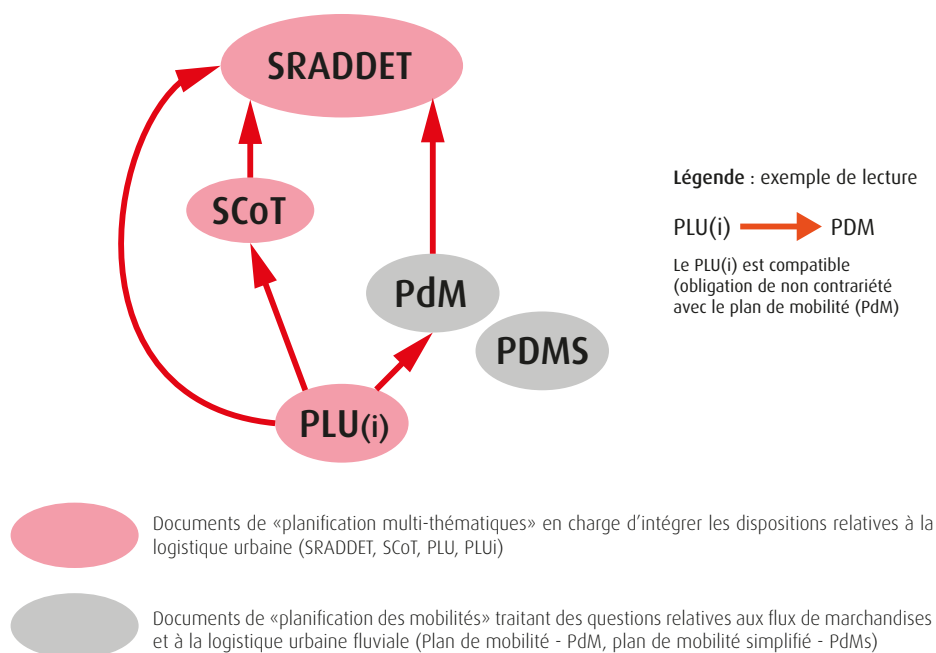 SRADDET
SCoT
PdM
PDMS
PLU(i)
Légende : exemple de lecture
PLU(i) PDM
Le PLU(i) est compatible
(obligation de non contrariété
avec le plan de mobilité (PdM)
Documents de «planification multi-thématiques» en charge d’intégrer les dispositions relatives à la
logistique urbaine (SRADDET, SCoT, PLU, PLUi)
Documents de «planification des mobilités» traitant des questions relatives aux flux de marchandises
et à la logistique urbaine fluviale (Plan de mobilité - PdM, plan de mobilité simplifié - PdMs)